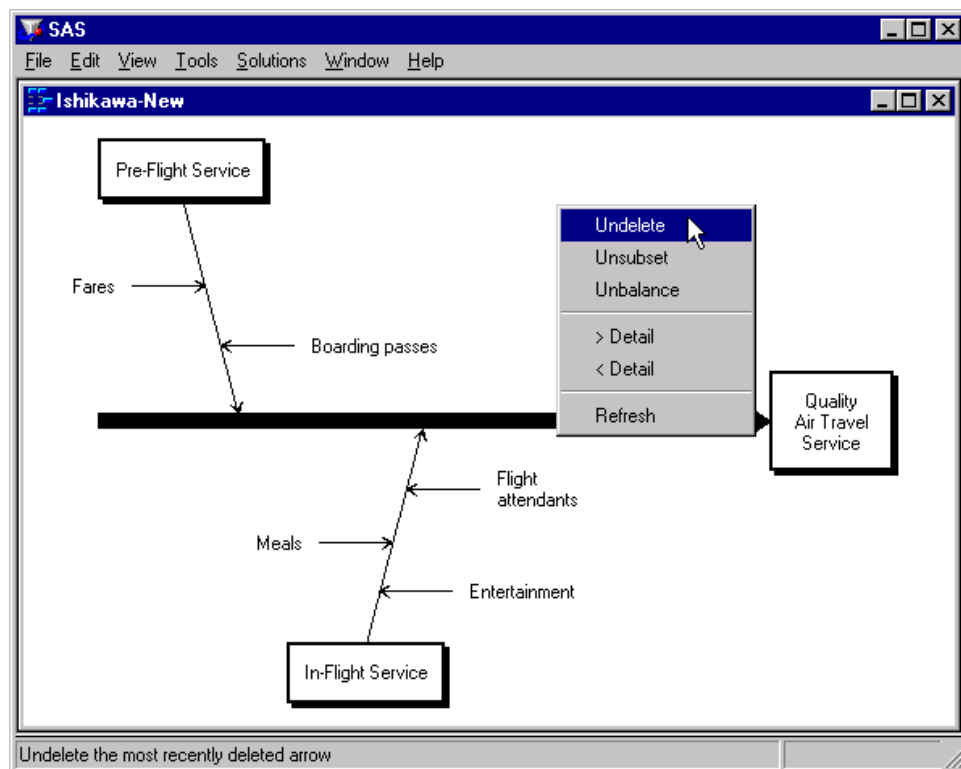 SAS
File Edit View Tools Solutions Window Help
Ishikawa-New
Pre-Flight Service
Undelete
Unsubset
Fares
Unbalance
> Detail
Boarding passes
< Detail
Refresh
Quality
Air Travel
Service
Flight
attendants
Meals
Entertainment
In-Flight Service
Undelete the most recently deleted arrow